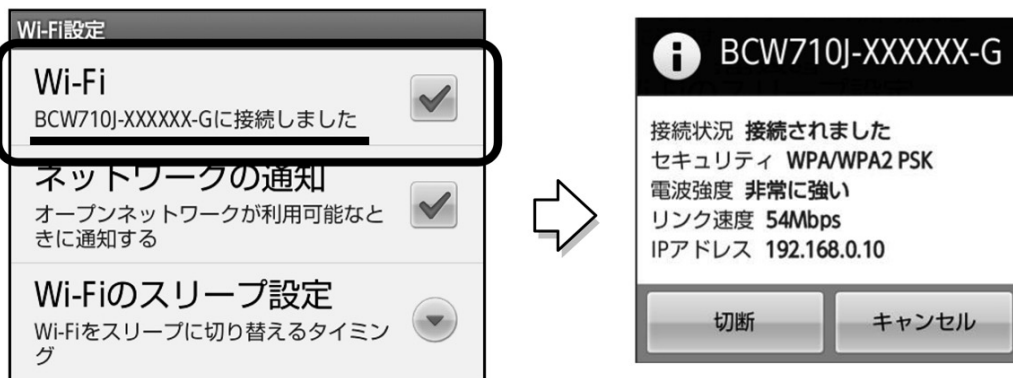 Wi-Fi設定
Wi-Fi
BCW710J-XXXXXX-Gに接続しました
ネットワークの通知
オープンネットワークが利用可能なと
きに通知する
Wi-Fiのスリープ設定
Wi-Fiをスリープに切り替えるタイミン
グ
BCW710J-XXXXXX-G
接続状況 接続されました
セキュリティ WPA/WPA2 PSK
電波強度 非常に強い
リンク速度 54Mbps
IPアドレス 192.168.0.10
切断
キャンセル